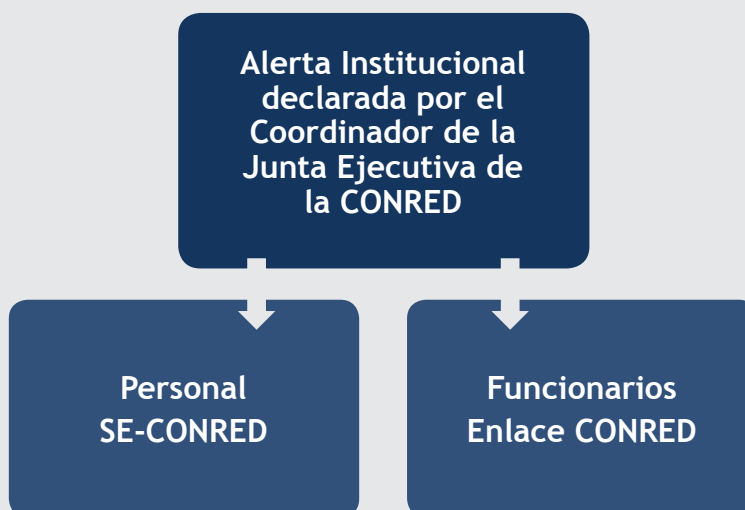 Alerta Institucional
declarada por el
Coordinador de la
Junta Ejecutiva de
la CONRED
Personal
SE-CONRED
Funcionarios
Enlace CONRED